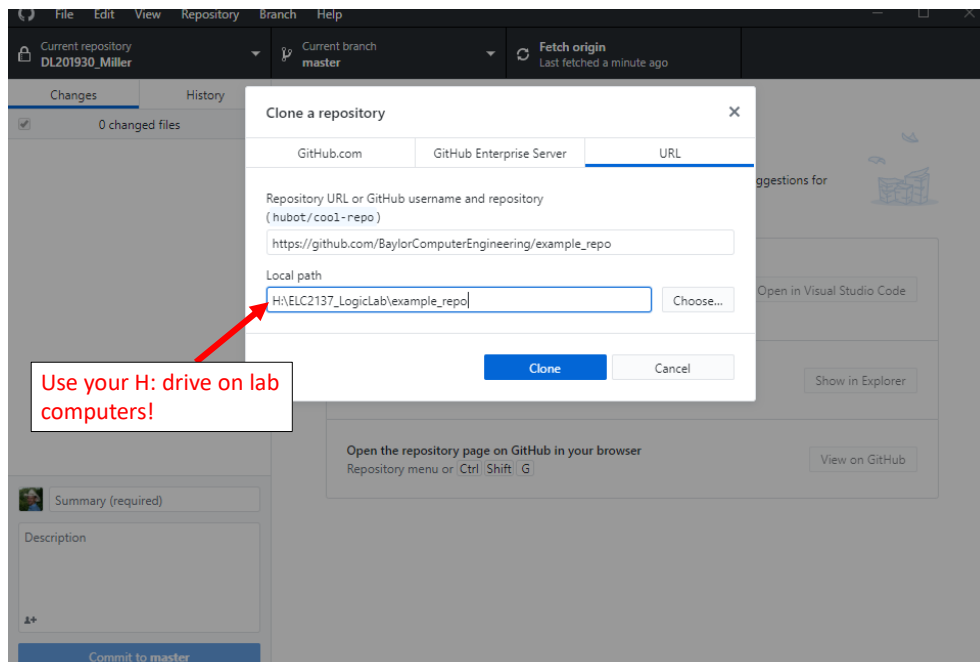 File Edit View Repository Branch Help
Current repository
DL201930_Miller
Current branch
master
Fetch origin
Last fetched a minute ago
Changes History
0 changed files
Clone a repository
GitHub.com GitHub Enterprise Server URL
Repository URL or GitHub username and repository
(hubot/cool-repo)
https://github.com/BaylorComputerEngineering/example_repo
Local path
H:\ELC2137_LogicLab\example_repo
Choose...
Clone Cancel
ggestions for
Open in Visual Studio Code
Show in Explorer
Use your H: drive on lab
computers!
Open the repository page on GitHub in your browser
Repository menu or Ctrl Shift G
View on GitHub
Summary (required)
Description
Commit to master